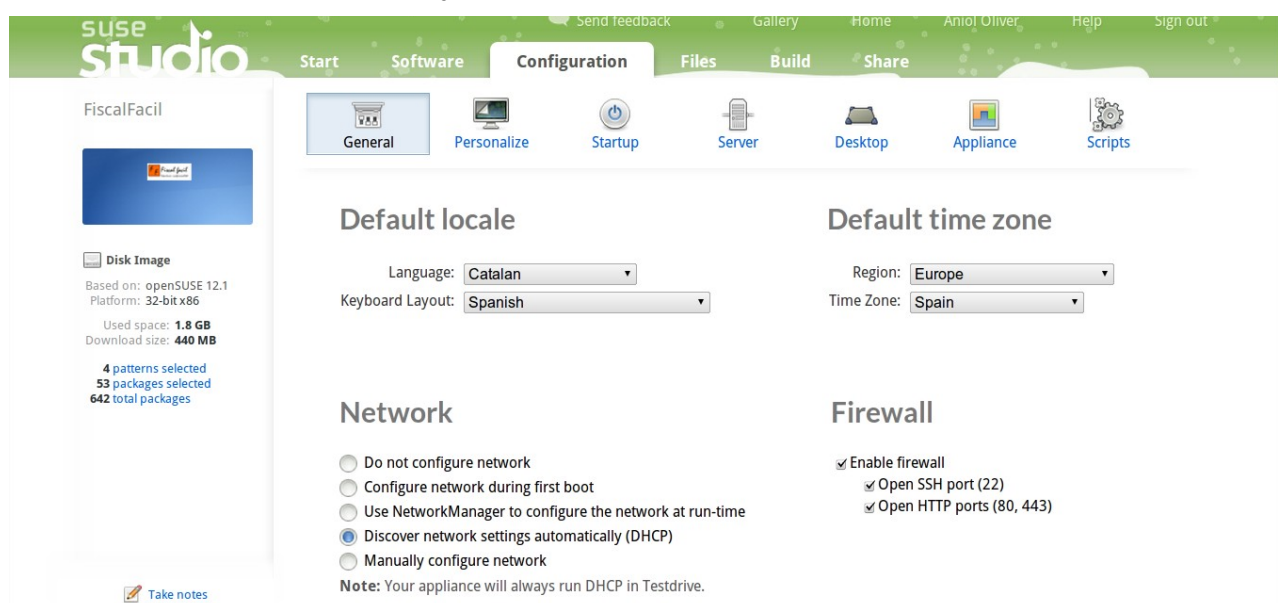 Send feedback Gallery Home Aniol Oliver Help Sign out
suse
studio
Start Software Configuration Files Build Share
FiscalFacil
General Personalize Startup Server Desktop Appliance Scripts
Default locale
Language: Catalan
Keyboard Layout: Spanish
Default time zone
Region: Europe
Time Zone: Spain
Disk Image
Based on: openSUSE 12.1
Platform: 32-bit x86
Used space: 1.8 GB
Download size: 440 MB
4 patterns selected
53 packages selected
642 total packages
Network
Do not configure network
Configure network during first boot
Use NetworkManager to configure the network at run-time
Discover network settings automatically (DHCP)
Manually configure network
Note: Your appliance will always run DHCP in Testdrive.
Firewall
Enable firewall
Open SSH port (22)
Open HTTP ports (80, 443)
Take notes